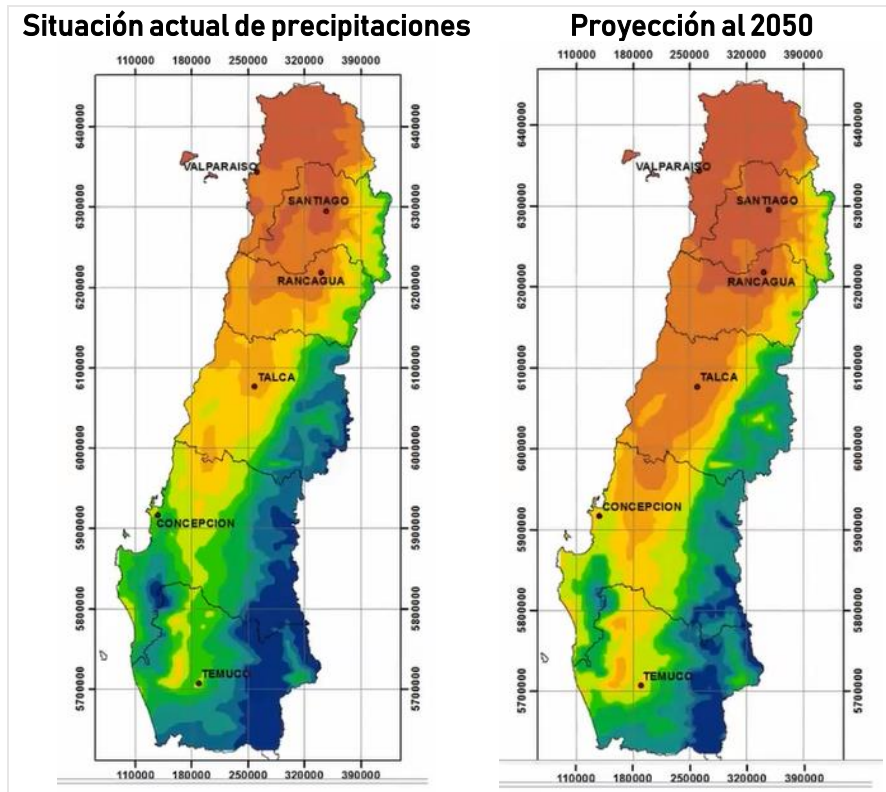 Situación actual de precipitaciones
110000 180000 250000 320000 390000
6400000 6400000
VALPARAISO
SANTIAGO
6300000 6300000
RANCAGUA
6200000 6200000
6100000 6100000
TALCA
6000000 6000000
CONCEPCION
5900000 5900000
5800000 5800000
TEMUCO
5700000 5700000
110000 180000 250000 320000 390000
Proyección al 2050
110000 180000 250000 320000 390000
6400000 6400000
VALPARAISO
SANTIAGO
6300000 6300000
RANCAGUA
6200000 6200000
6100000 6100000
TALCA
6000000 6000000
CONCEPCION
5900000 5900000
5800000 5800000
TEMUCO
5700000 5700000
110000 180000 250000 320000 390000